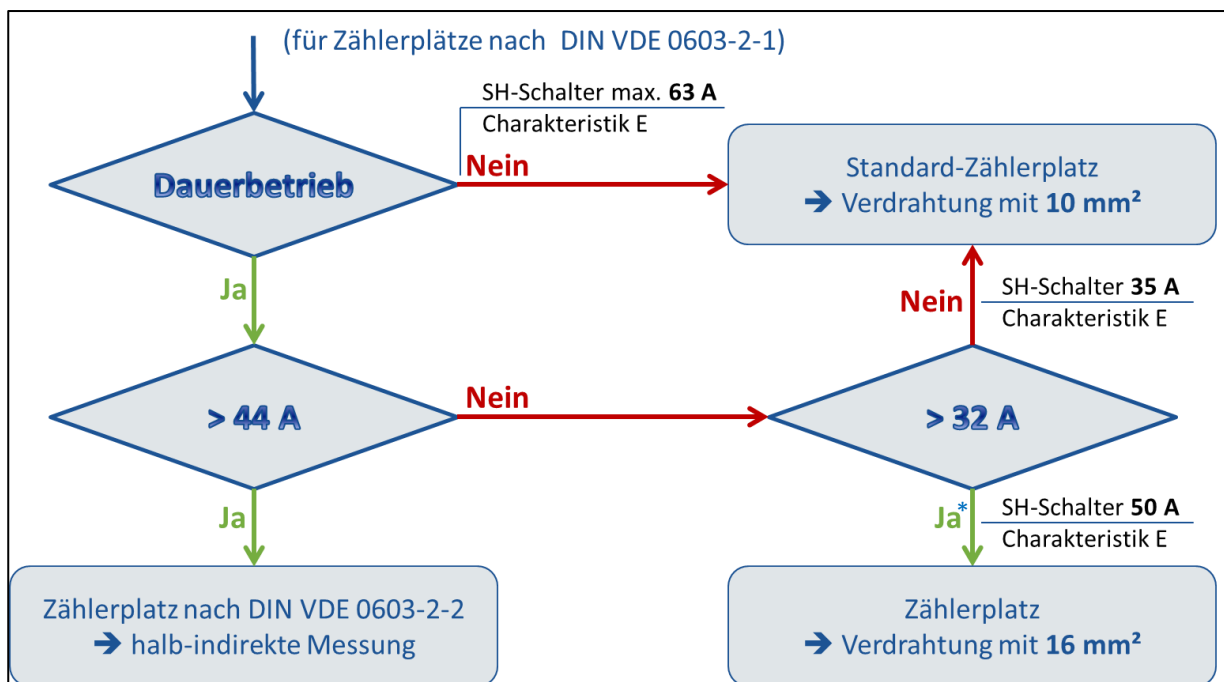 (für Zählerplätze nach DIN VDE 0603-2-1)
SH-Schalter max. 63 A
Charakteristik E
Dauerbetrieb
Nein
Standard-Zählerplatz
➔ Verdrahtung mit 10 mm²
Ja
Nein
SH-Schalter 35 A
Charakteristik E
> 44 A
Nein
> 32 A
Ja
Ja*
SH-Schalter 50 A
Charakteristik E
Zählerplatz nach DIN VDE 0603-2-2
➔ halb-indirekte Messung
Zählerplatz
➔ Verdrahtung mit 16 mm²